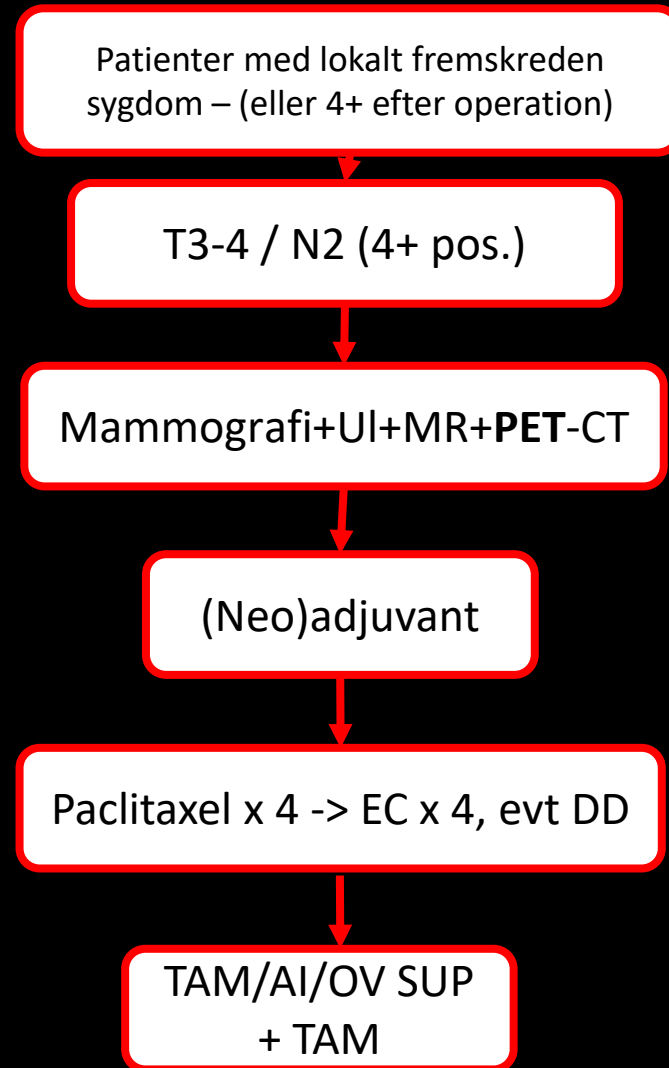 Patienter med lokalt fremskreden
sygdom – (eller 4+ efter operation)
T3-4 / N2 (4+ pos.)
Mammografi+Ul+MR+PET-CT
(Neo)adjuvant
Paclitaxel x 4 -> EC x 4, evt DD
TAM/AI/OV SUP
+ TAM